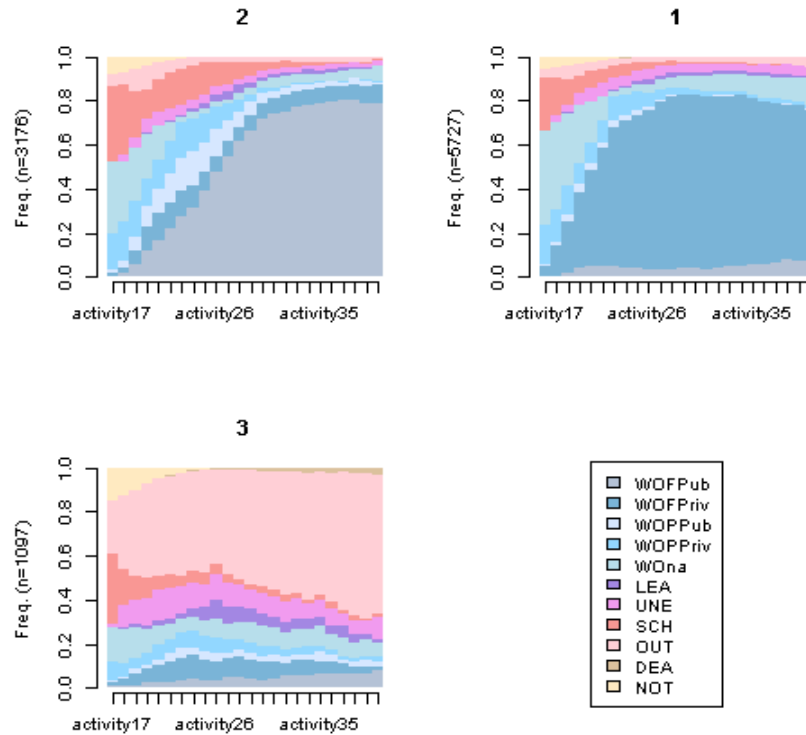 2
1
Freq. (n=3176)
0.0 0.2 0.4 0.6 0.8 1.0
activity17 activity26 activity35
Freq. (n=5727)
0.0 0.2 0.4 0.6 0.8 1.0
activity17 activity26 activity35
3
Freq. (n=1097)
0.0 0.2 0.4 0.6 0.8 1.0
activity17 activity26 activity35
WOFPub
WOFPriv
WOPPub
WOPPriv
WOna
LEA
UNE
SCH
OUT
DEA
NOT